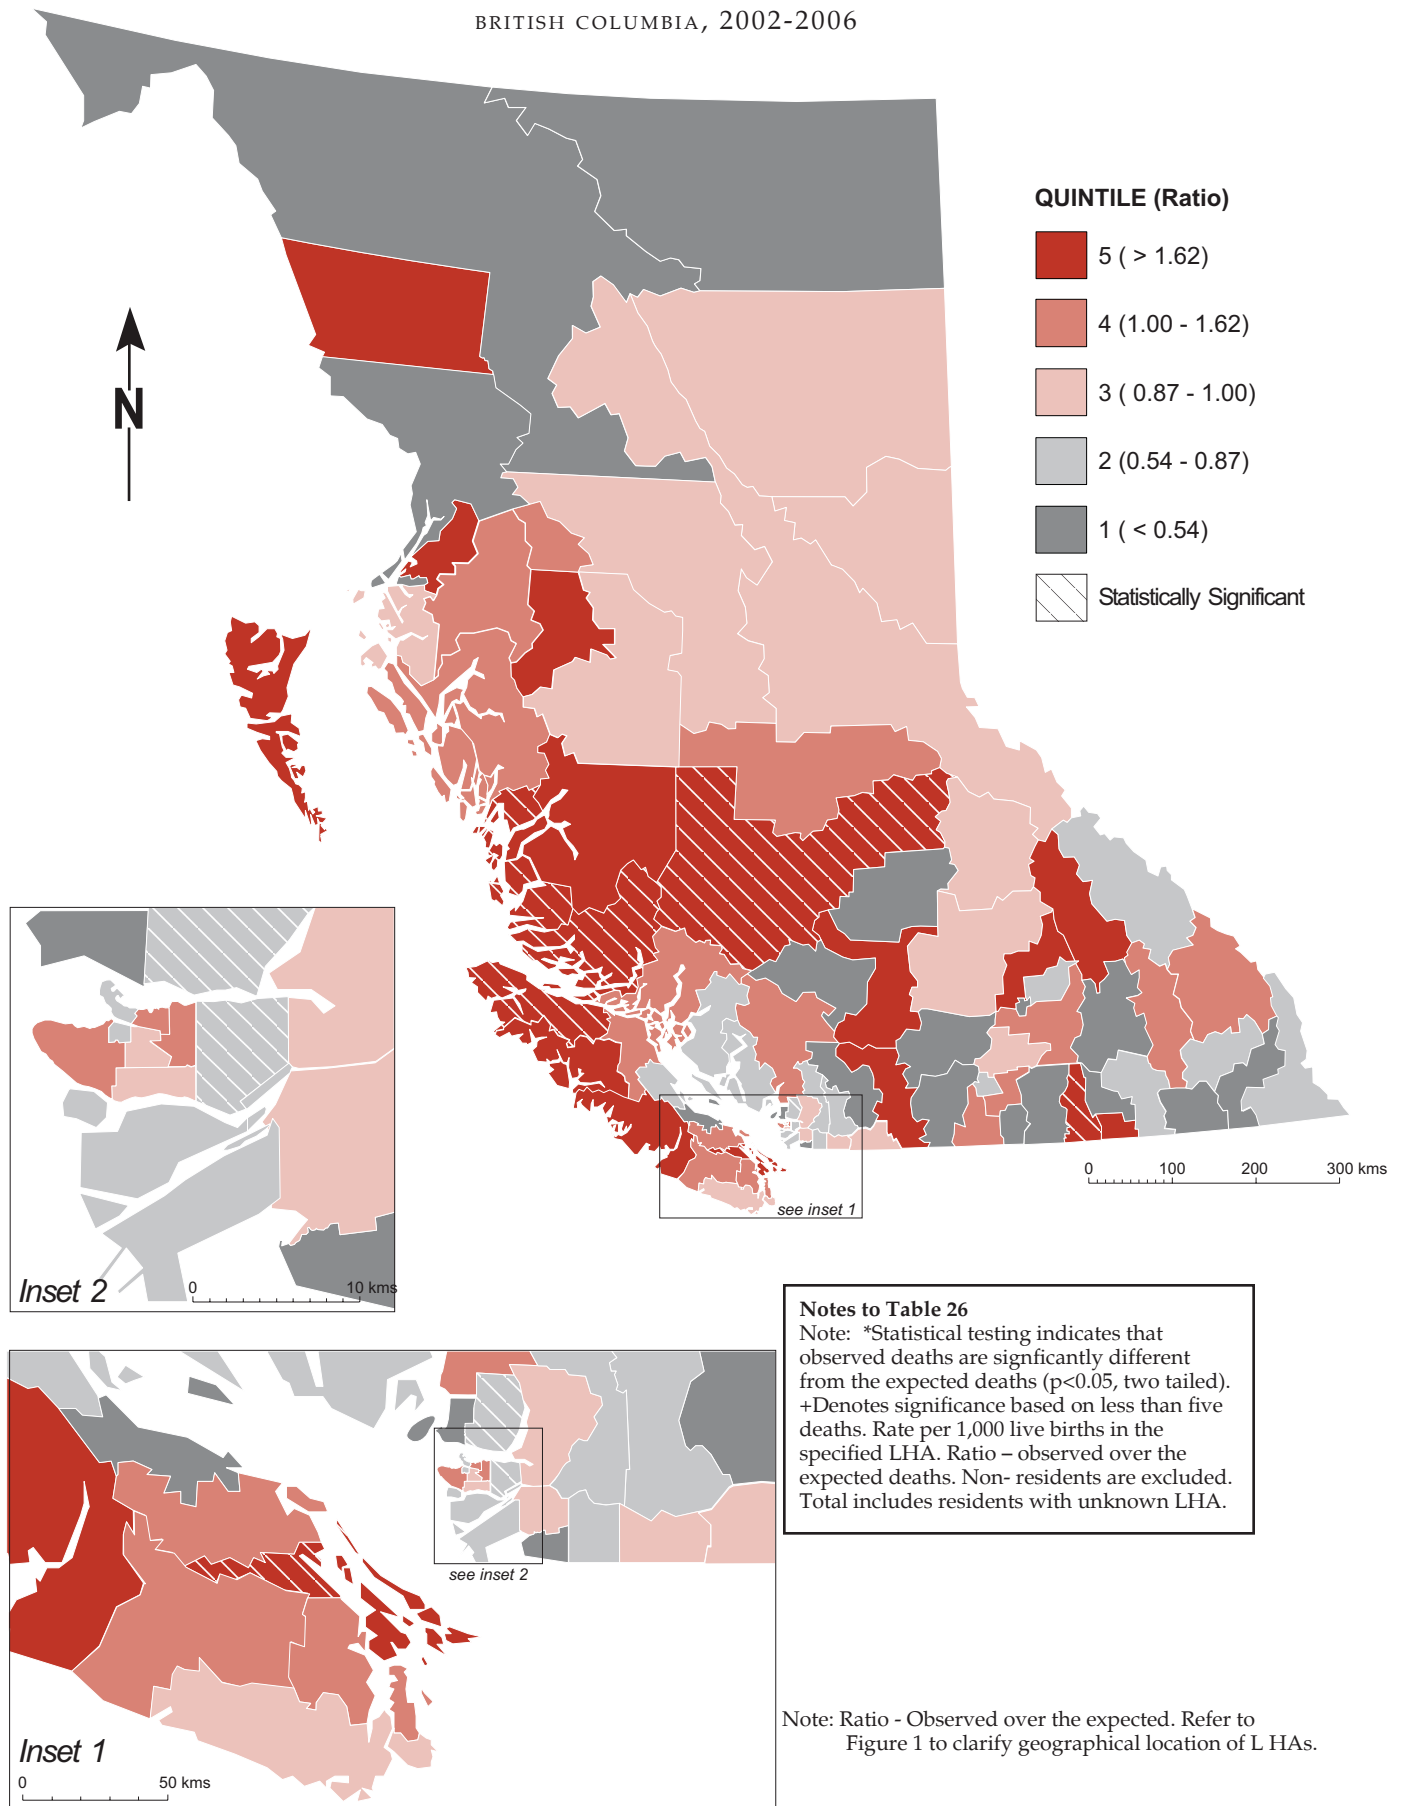 BRITISH COLUMBIA, 2002-2006
QUINTILE (Ratio)
5 ( > 1.62)
4 (1.00 - 1.62)
3 ( 0.87 - 1.00)
2 (0.54 - 0.87)
1 ( < 0.54)
Statistically Significant
N
0 100 200 300 kms
see inset 1
Inset 2
0 10 kms
Notes to Table 26
Note: *Statistical testing indicates that
observed deaths are signficantly different
from the expected deaths (p<0.05, two tailed).
+Denotes significance based on less than five
deaths. Rate per 1,000 live births in the
specified LHA. Ratio – observed over the
expected deaths. Non- residents are excluded.
Total includes residents with unknown LHA.
see inset 2
Inset 1
0 50 kms
Note: Ratio - Observed over the expected. Refer to
Figure 1 to clarify geographical location of L HAs.